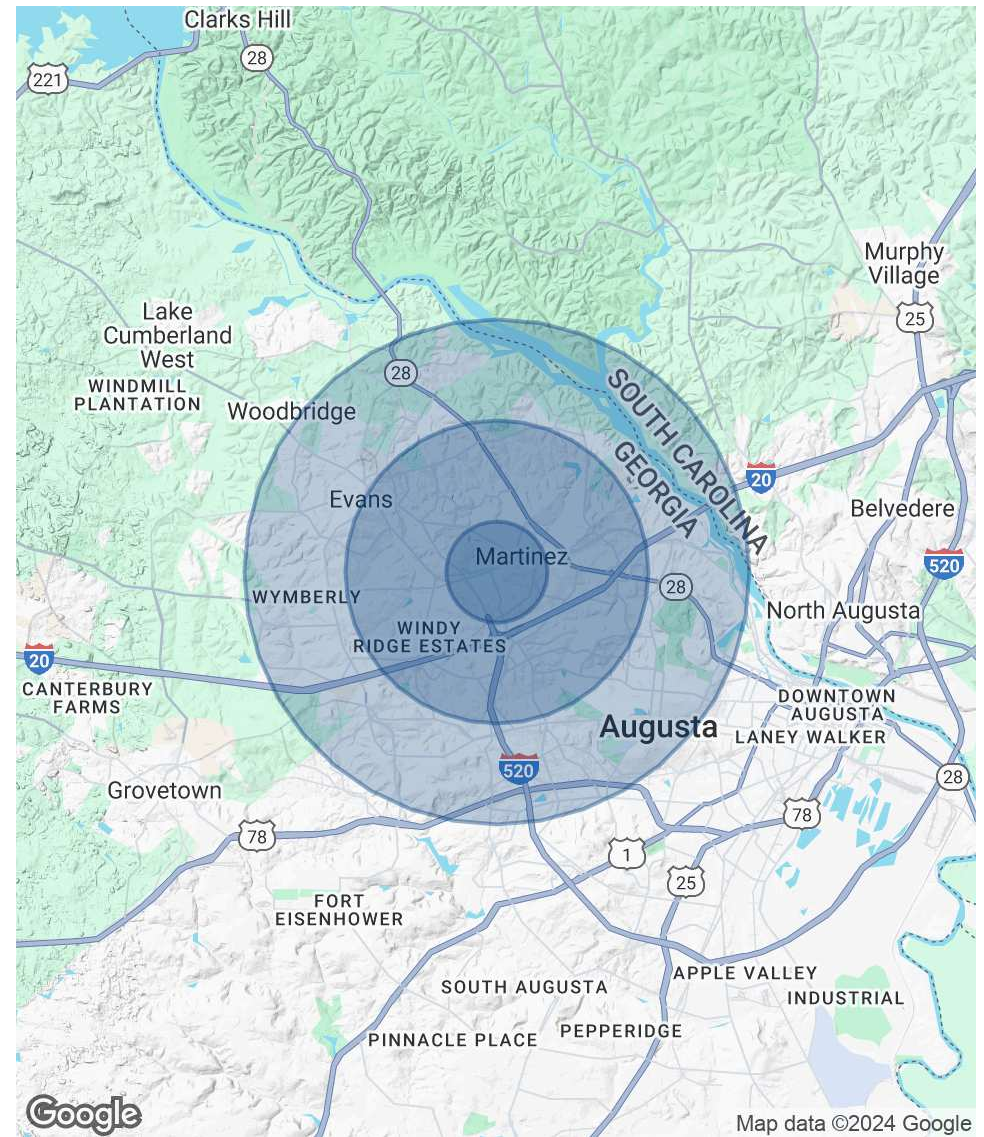 Clarks Hill
28
221
Murphy
Village
25
Lake
Cumberland
West
WINDMILL
PLANTATION
28
Woodbridge
SOUTH CAROLINA
GEORGIA
20
Evans
Belvedere
Martinez
520
28
WYMBERLY
North Augusta
WINDY
RIDGE ESTATES
20
CANTERBURY
FARMS
DOWNTOWN
AUGUSTA
Augusta
LANEY WALKER
520
28
Grovetown
78
78
1
25
FORT
EISENHOWER
APPLE VALLEY
SOUTH AUGUSTA
INDUSTRIAL
PINNACLE PLACE
PEPPERIDGE
Google
Map data ©2024 Google